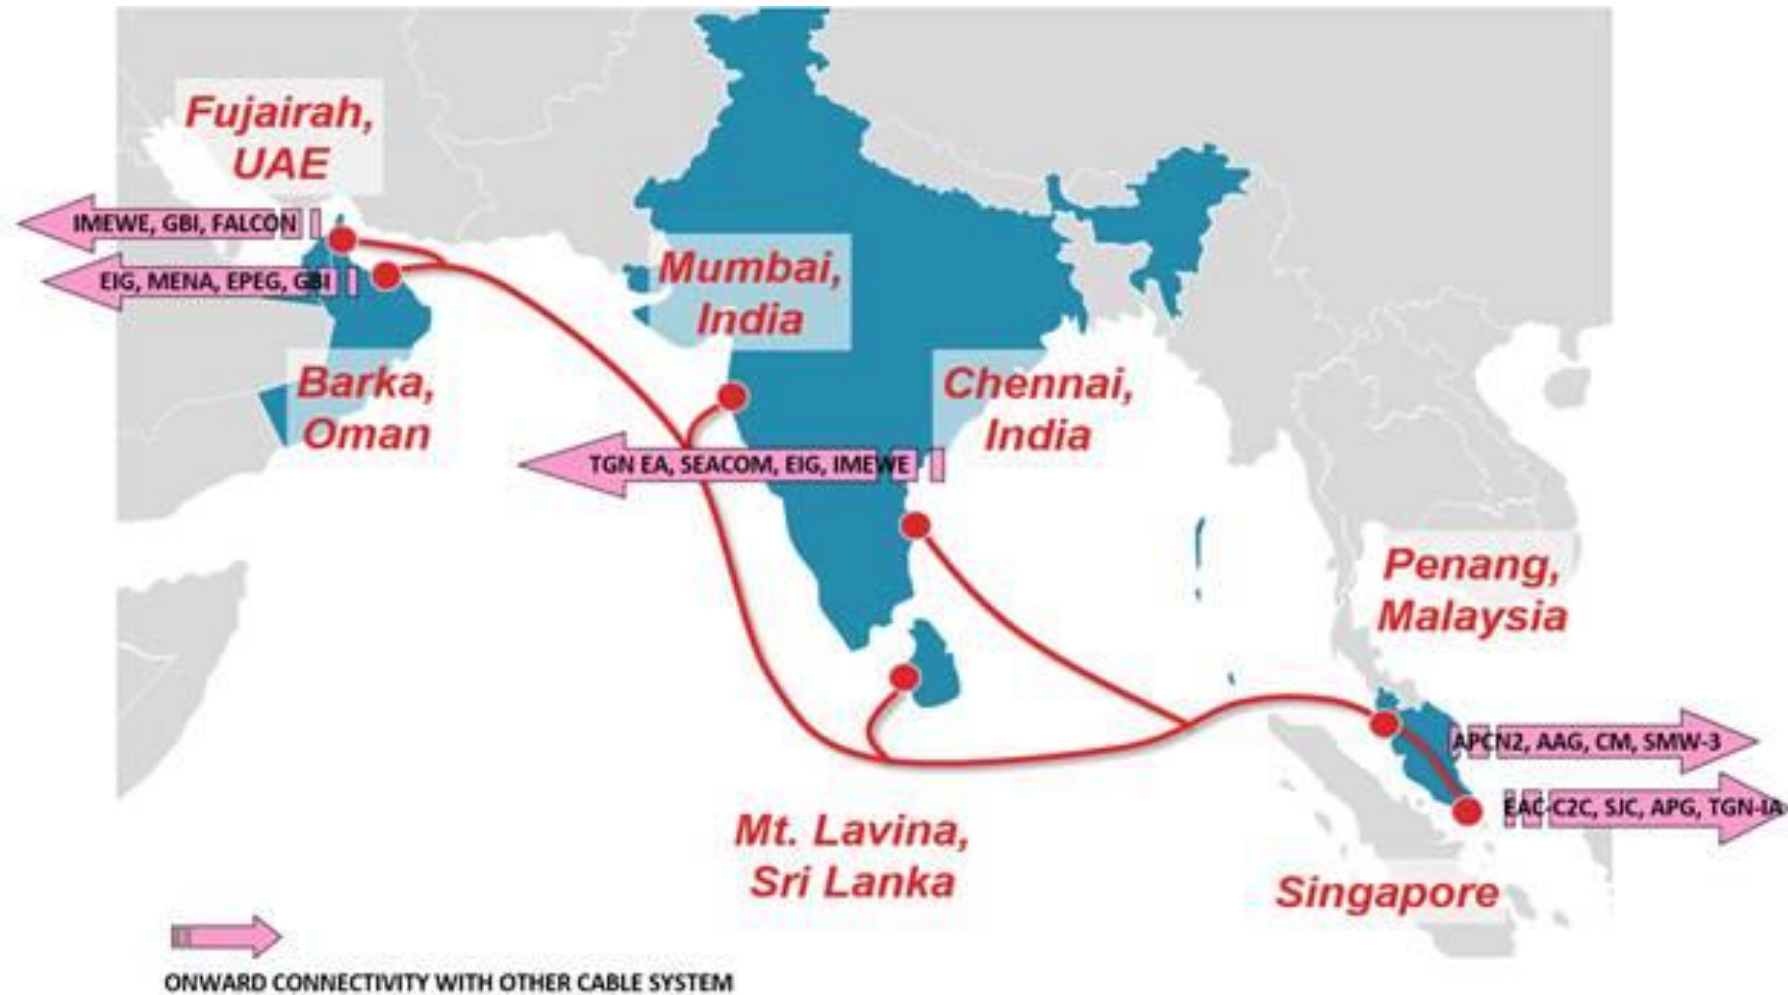 Fujairah,
UAE
IMEWE, GBI, FALCON
EIG, MENA, EPEG, GBI
Mumbai,
India
Barka,
Oman
Chennai,
India
TGN EA, SEACOM, EIG, IMEWE
Penang,
Malaysia
APCN2, AAG, CM, SMW-3
EAC-C2C, SJC, APG, TGN-IA
Mt. Lavina,
Sri Lanka
Singapore
ONWARD CONNECTIVITY WITH OTHER CABLE SYSTEM